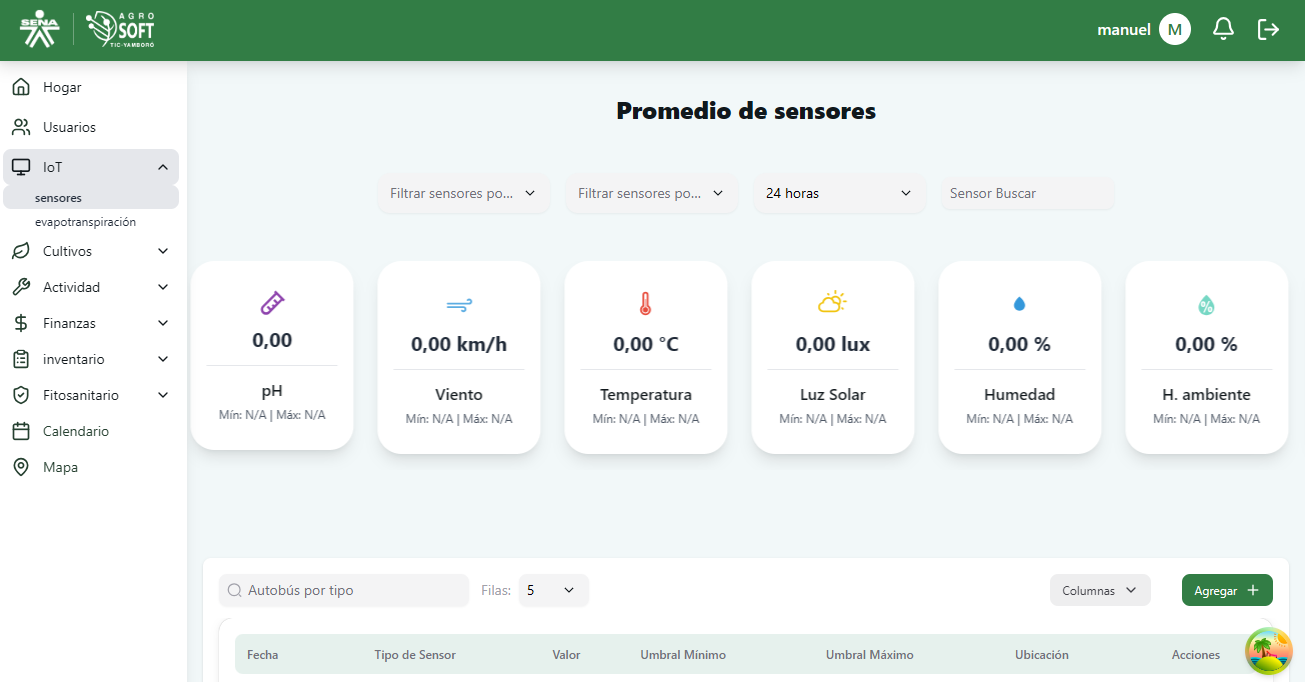 SENA
AGRO
SOFT
TIC-YAMBORÓ
manuel M
Hogar
Usuarios
IoT
sensores
evapotranspiración
Cultivos
Actividad
Finanzas
inventario
Fitosanitario
Calendario
Mapa
Promedio de sensores
Filtrar sensores po... Filtrar sensores po... 24 horas Sensor Buscar
0,00 0,00 km/h 0,00 °C 0,00 lux 0,00 % 0,00 %
pH Viento Temperatura Luz Solar Humedad H. ambiente
Mín: N/A | Máx: N/A Mín: N/A | Máx: N/A Mín: N/A | Máx: N/A Mín: N/A | Máx: N/A Mín: N/A | Máx: N/A Mín: N/A | Máx: N/A
Autobús por tipo Filas: 5 Columnas Agregar
Fecha Tipo de Sensor Valor Umbral Mínimo Umbral Máximo Ubicación Acciones